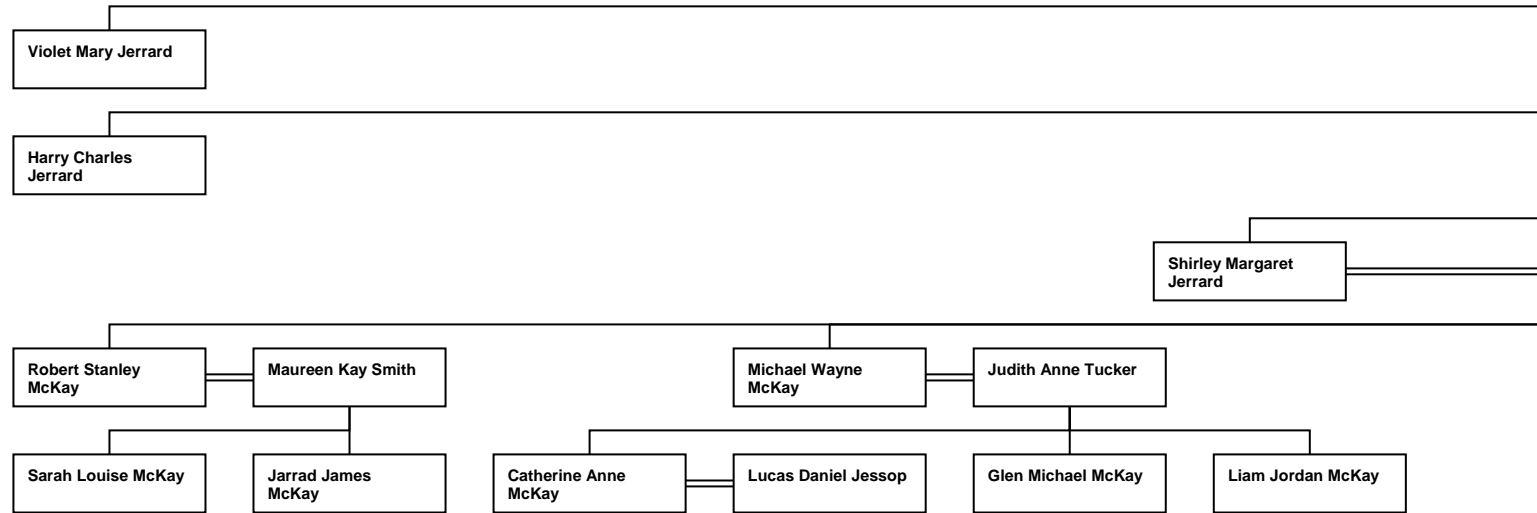 Violet Mary Jerrard
Harry Charles
Jerrard
Shirley Margaret
Jerrard
Robert Stanley
McKay
Maureen Kay Smith
Michael Wayne
McKay
Judith Anne Tucker
Sarah Louise McKay
Jarrad James
McKay
Catherine Anne
McKay
Lucas Daniel Jessop
Glen Michael McKay
Liam Jordan McKay